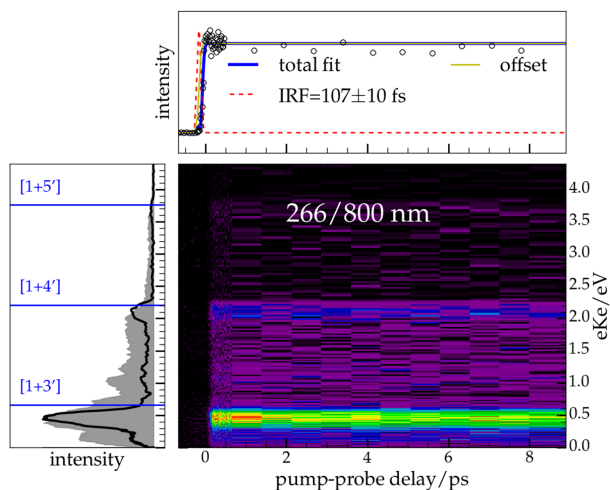 intensity
total fit
offset
IRF=107±10 fs
[1+5′]
[1+4′]
[1+3′]
266/800 nm
4.0
3.5
3.0
2.5
2.0
1.5
1.0
0.5
0.0
eKe/eV
intensity
0 2 4 6 8
pump-probe delay/ps